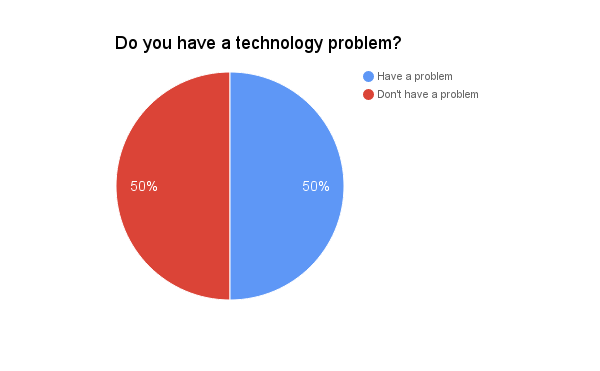 Do you have a technology problem?
Have a problem
Don't have a problem
50%
50%